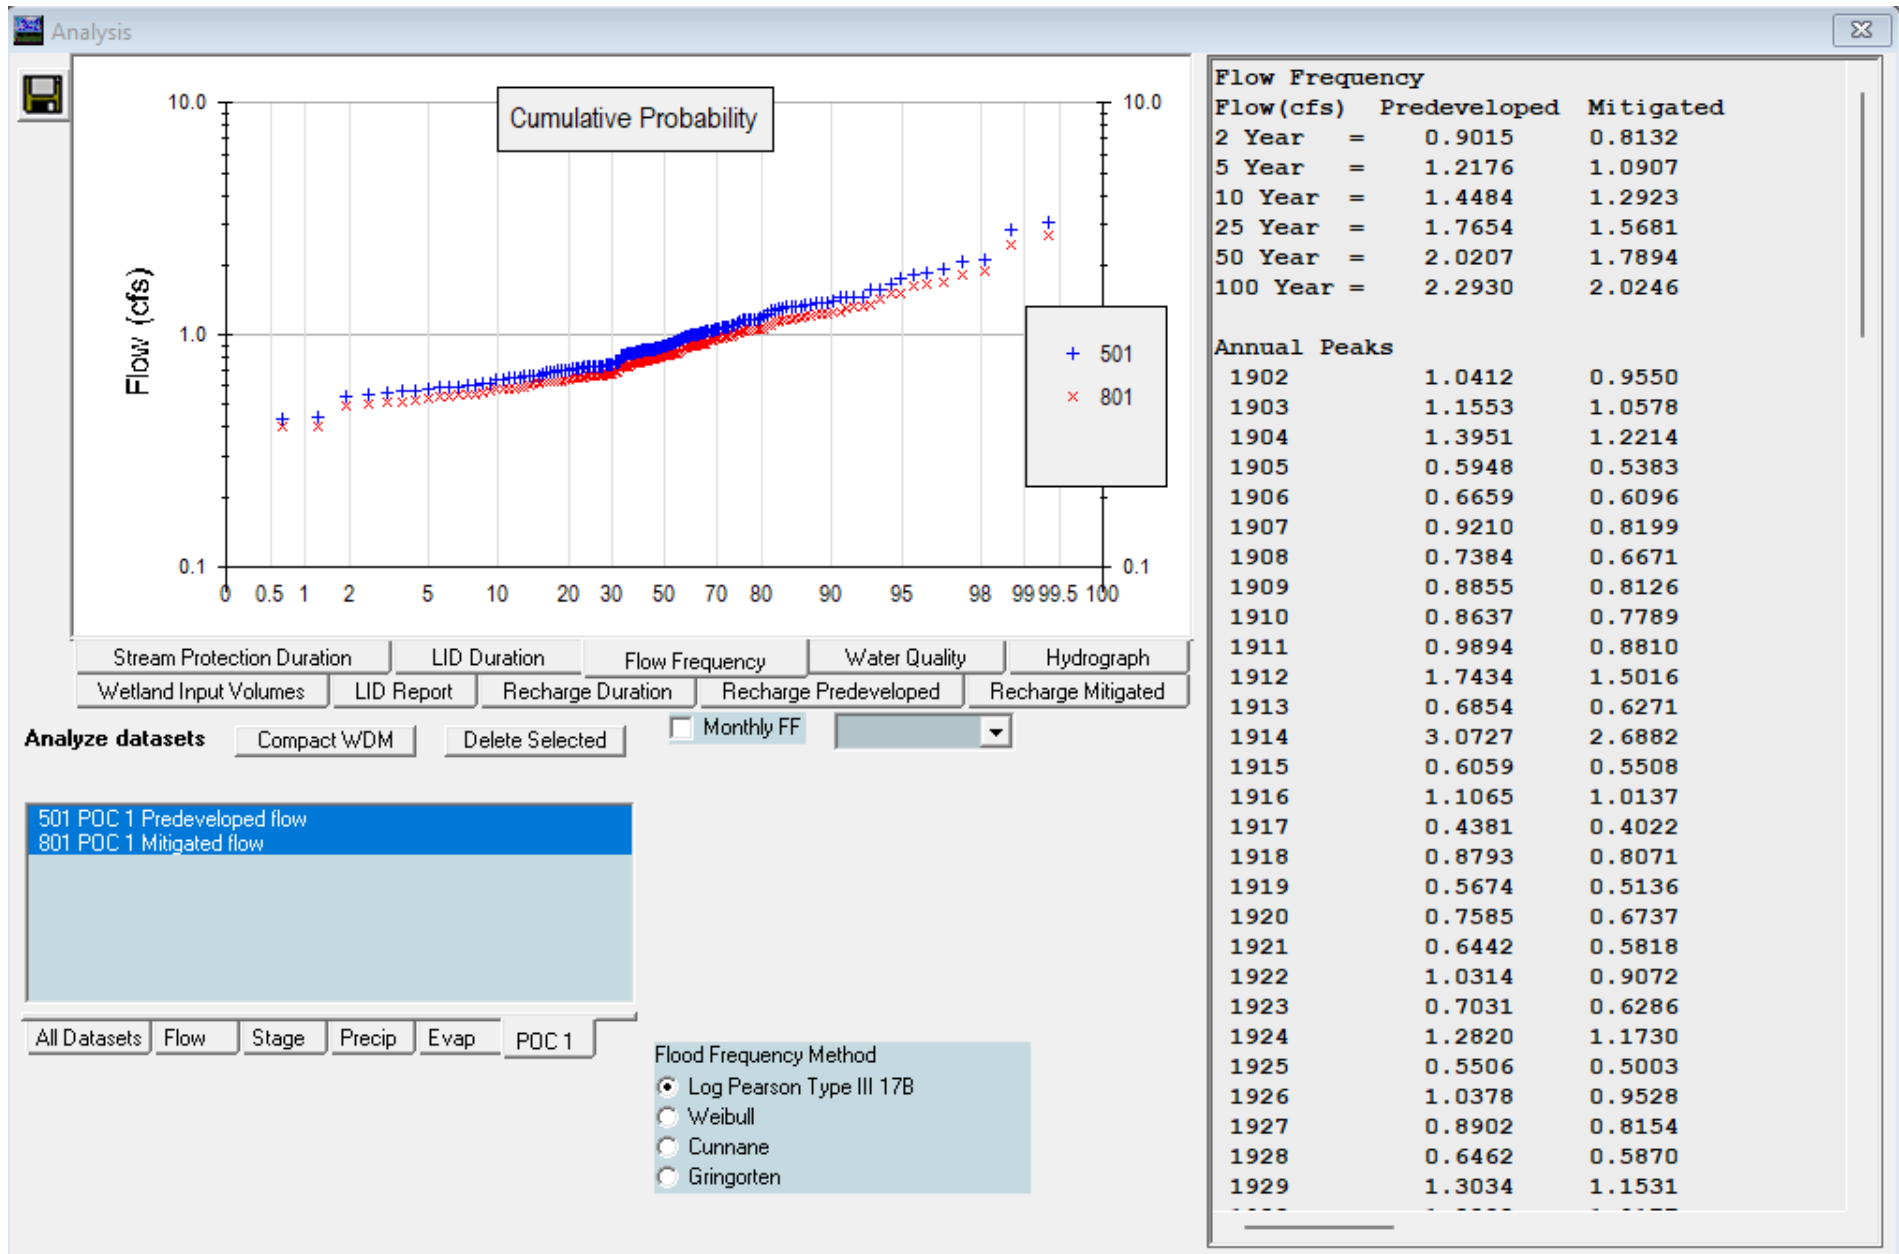 Analysis
Cumulative Probability
10.0
10.0
1.0
0.1
0.1
Flow (cfs)
501
801
0 0.5 1 2 5 10 20 30 50 70 80 90 95 98 99 99.5 100
Stream Protection Duration LID Duration Flow Frequency Water Quality Hydrograph
Wetland Input Volumes LID Report Recharge Duration Recharge Predeveloped Recharge Mitigated
Analyze datasets Compact WDM Delete Selected Monthly FF
501 POC 1 Predeveloped flow
801 POC 1 Mitigated flow
All Datasets Flow Stage Precip Evap POC 1
Flood Frequency Method
Log Pearson Type III 17B
Weibull
Cunnane
Gringorten
Flow Frequency
Flow(cfs) Predeveloped Mitigated
2 Year = 0.9015 0.8132
5 Year = 1.2176 1.0907
10 Year = 1.4484 1.2923
25 Year = 1.7654 1.5681
50 Year = 2.0207 1.7894
100 Year = 2.2930 2.0246
Annual Peaks
1902 1.0412 0.9550
1903 1.1553 1.0578
1904 1.3951 1.2214
1905 0.5948 0.5383
1906 0.6659 0.6096
1907 0.9210 0.8199
1908 0.7384 0.6671
1909 0.8855 0.8126
1910 0.8637 0.7789
1911 0.9894 0.8810
1912 1.7434 1.5016
1913 0.6854 0.6271
1914 3.0727 2.6882
1915 0.6059 0.5508
1916 1.1065 1.0137
1917 0.4381 0.4022
1918 0.8793 0.8071
1919 0.5674 0.5136
1920 0.7585 0.6737
1921 0.6442 0.5818
1922 1.0314 0.9072
1923 0.7031 0.6286
1924 1.2820 1.1730
1925 0.5506 0.5003
1926 1.0378 0.9528
1927 0.8902 0.8154
1928 0.6462 0.5870
1929 1.3034 1.1531